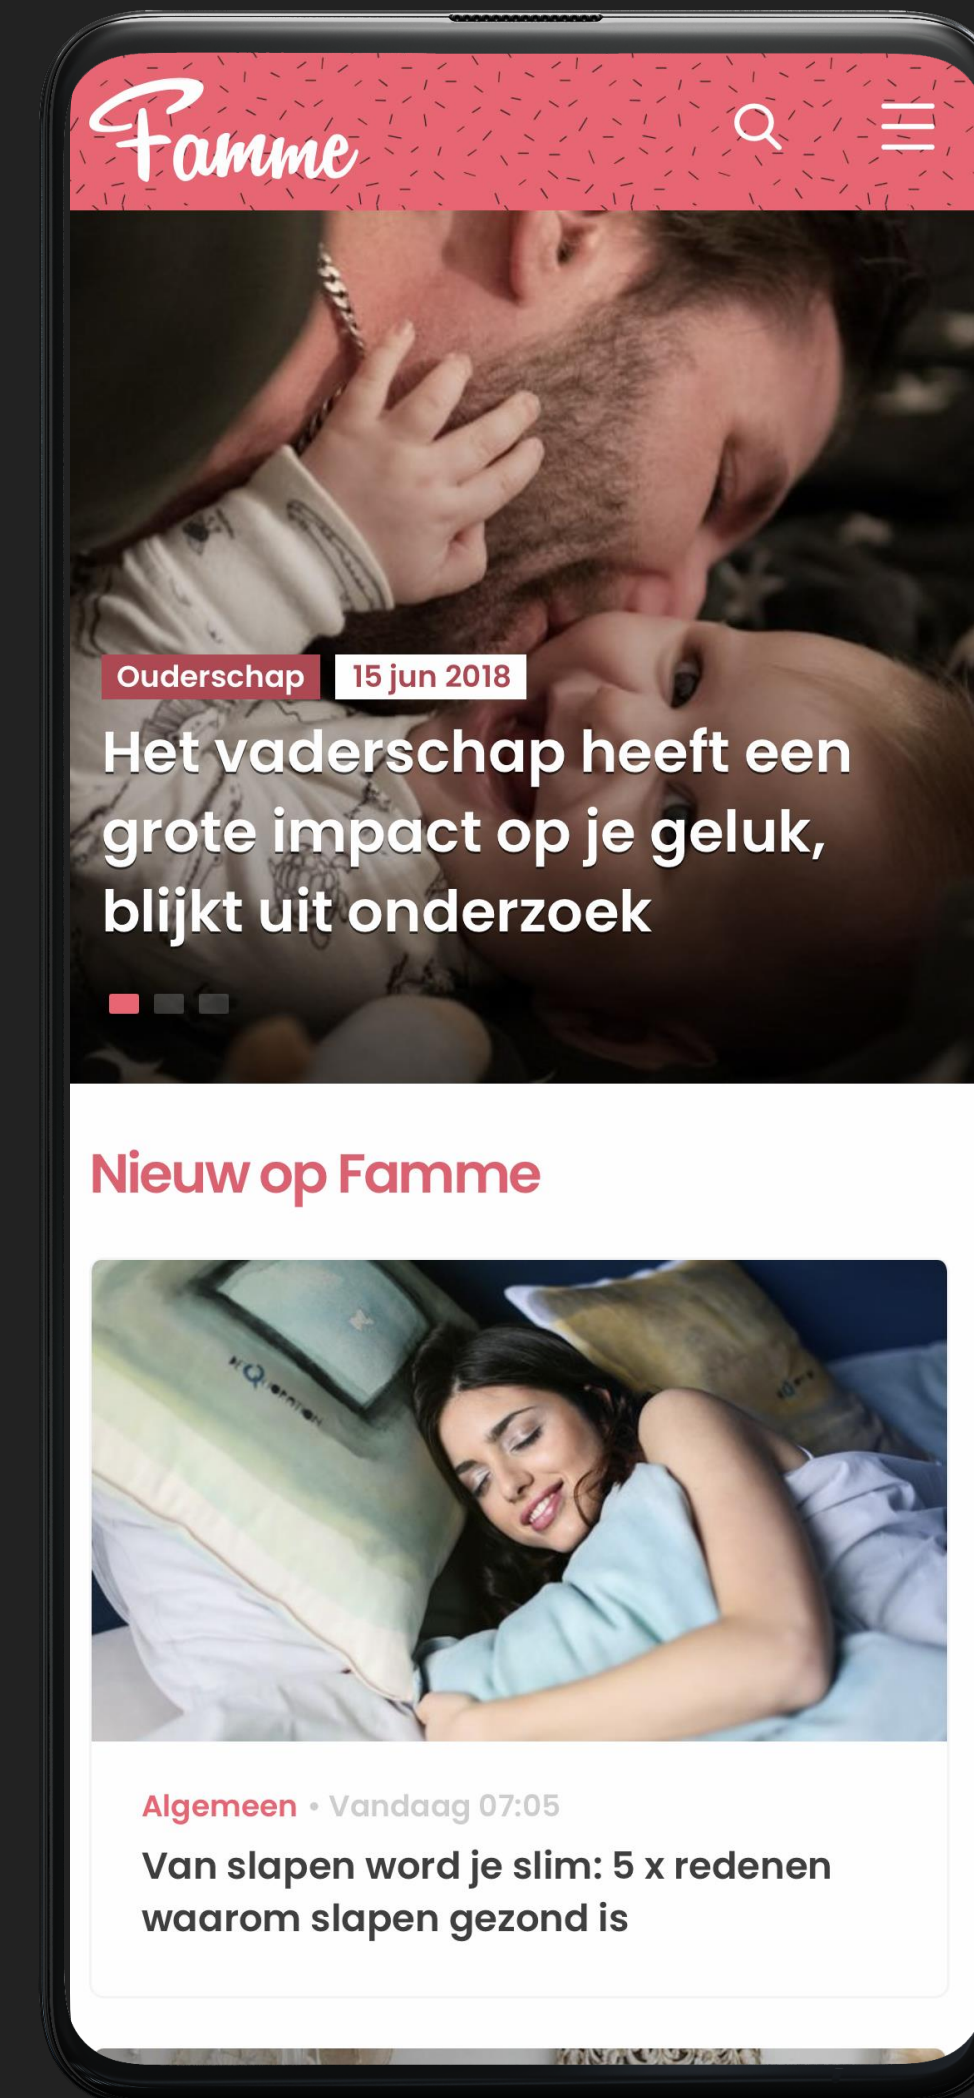 Famme
Ouderschap
15 jun 2018
Het vaderschap heeft een
grote impact op je geluk,
blijkt uit onderzoek
Nieuw op Famme
Algemeen • Vandaag 07:05
Van slapen word je slim: 5 x redenen
waarom slapen gezond is